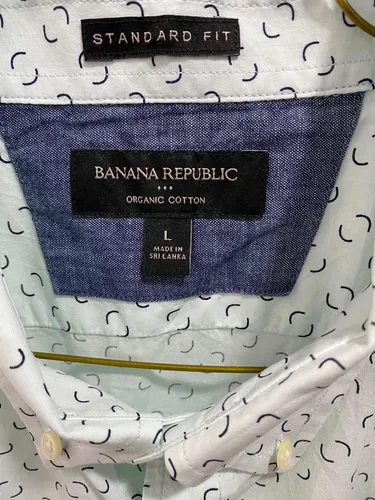 STANDARD FIT
BANANA REPUBLIC
ORGANIC COTTON
L
MADE IN
SRI LANKA